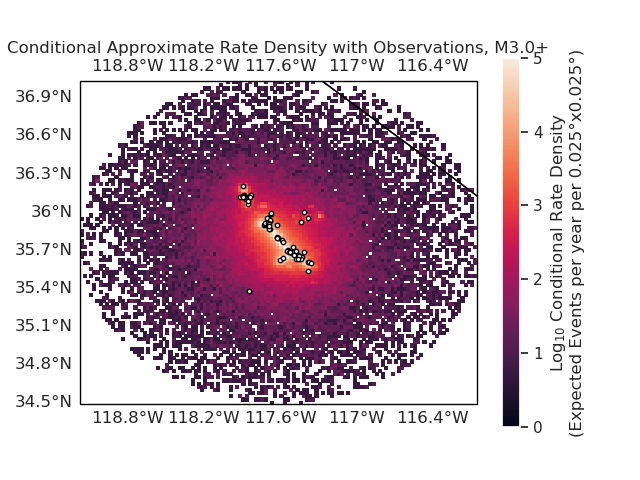 Conditional Approximate Rate Density with Observations, M3.0+
118.8°W 118.2°W 117.6°W 117°W 116.4°W
36.9°N
36.6°N
36.3°N
36°N
35.7°N
35.4°N
35.1°N
34.8°N
34.5°N
118.8°W 118.2°W 117.6°W 117°W 116.4°W
5
4
3
2
1
0
Log₁₀ Conditional Rate Density
(Expected Events per year per 0.025°x0.025°)